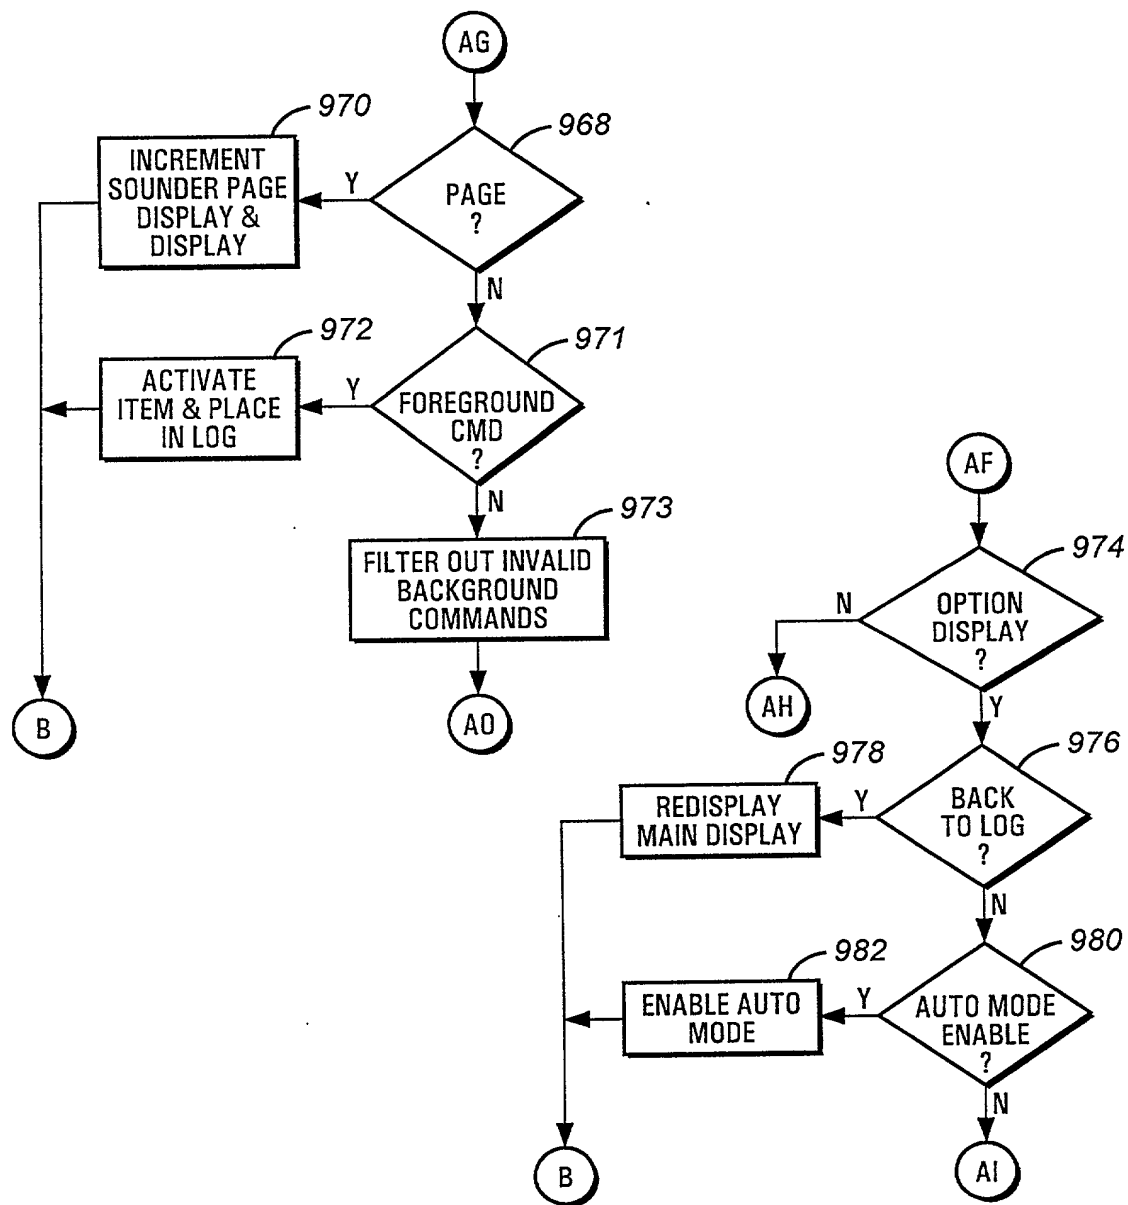 AG
970
968
INCREMENT
SOUNDER PAGE
DISPLAY &
DISPLAY
Y
PAGE
?
N
972
971
ACTIVATE
ITEM & PLACE
IN LOG
Y
FOREGROUND
CMD
?
N
973
FILTER OUT INVALID
BACKGROUND
COMMANDS
B
AO
AF
974
N
OPTION
DISPLAY
?
AH
Y
978
976
REDISPLAY
MAIN DISPLAY
Y
BACK
TO LOG
?
N
982
980
ENABLE AUTO
MODE
Y
AUTO MODE
ENABLE
?
N
B
AI